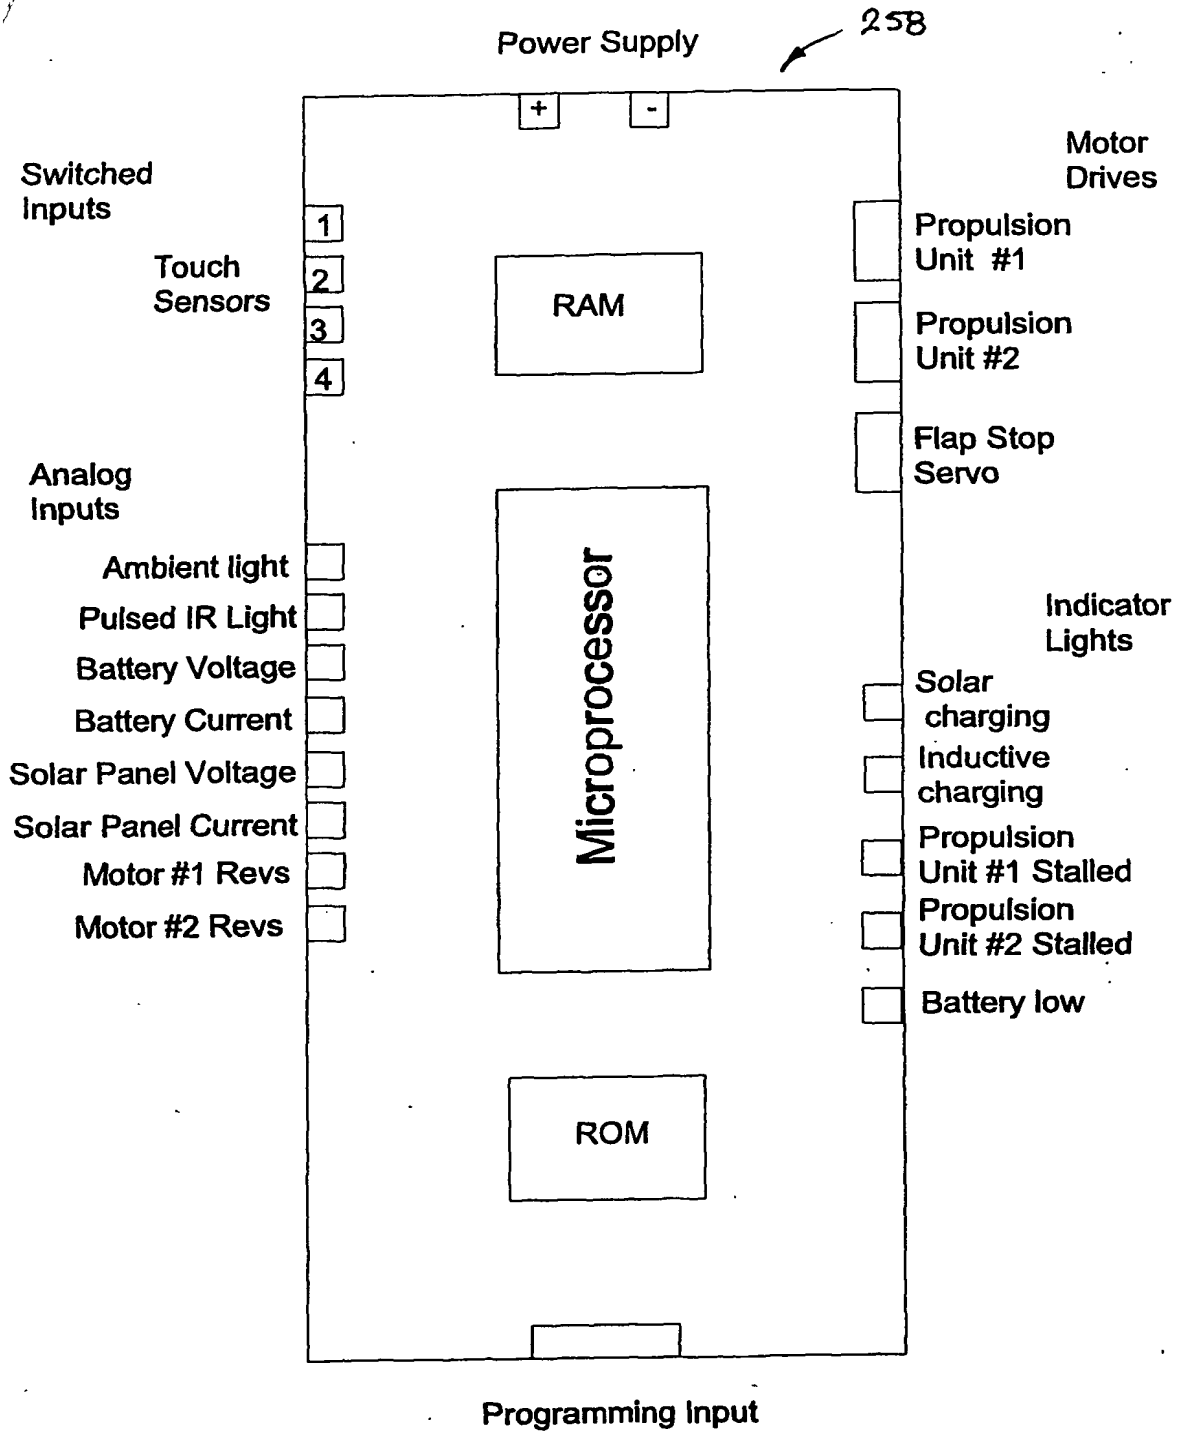 258
Power Supply
+ -
Switched
Inputs
Touch
Sensors
1
2
3
4
Analog
Inputs
Ambient light
Pulsed IR Light
Battery Voltage
Battery Current
Solar Panel Voltage
Solar Panel Current
Motor #1 Revs
Motor #2 Revs
RAM
Microprocessor
ROM
Motor
Drives
Propulsion
Unit #1
Propulsion
Unit #2
Flap Stop
Servo
Indicator
Lights
Solar
charging
Inductive
charging
Propulsion
Unit #1 Stalled
Propulsion
Unit #2 Stalled
Battery low
Programming Input